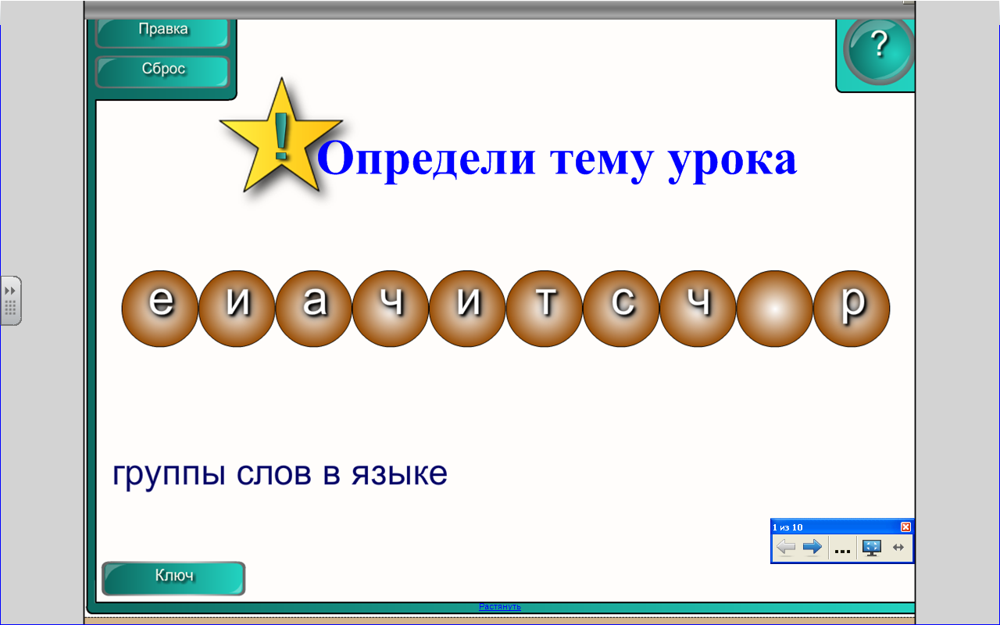 Правка
Сброс
?
!
Определи тему урока
е и а ч и т с ч р
группы слов в языке
1 из 10
...
Ключ
Растянуть